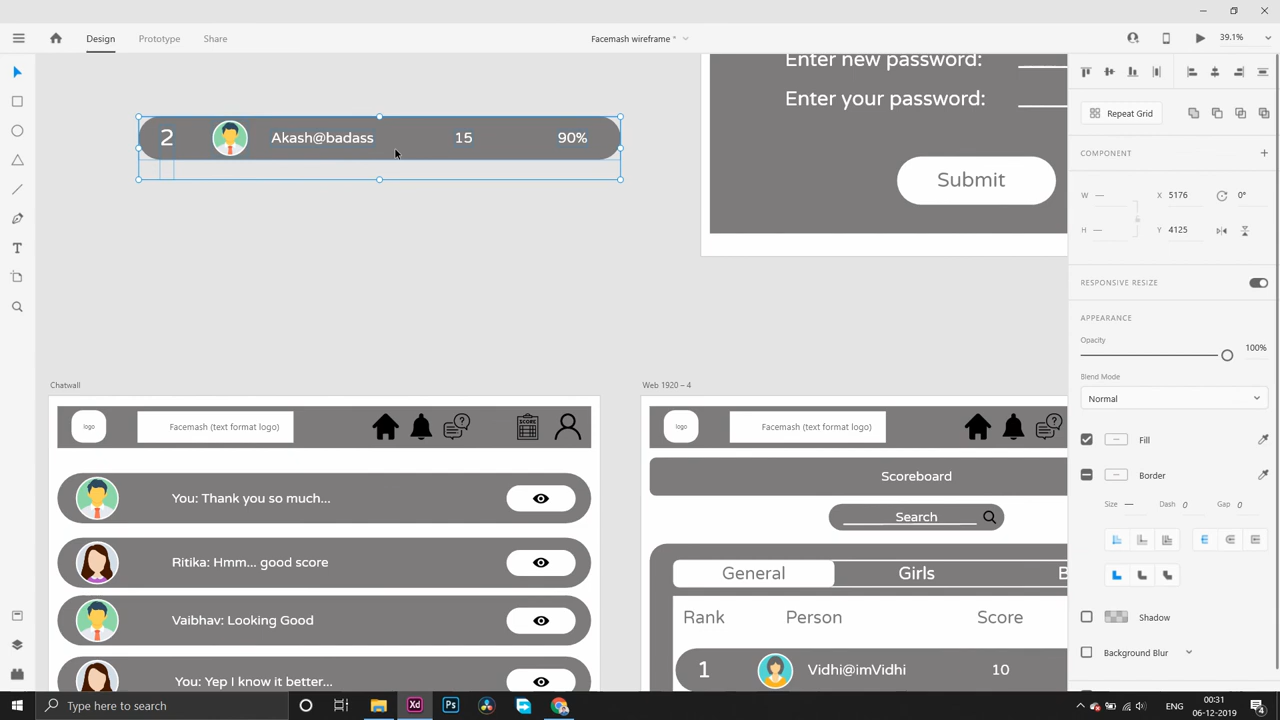 Design
Prototype
Share
Facemash wireframe *
39.1%
Enter new password:
Enter your password:
Submit
2
Akash@badass
15
90%
Repeat Grid
COMPONENT
W
X
5176
0°
H
Y
4125
RESPONSIVE RESIZE
APPEARANCE
Opacity
100%
Blend Mode
Normal
Fill
Border
Size
Dash
0
Gap
0
Shadow
Background Blur
Chatwall
logo
Facemash (text format logo)
SCORE
You: Thank you so much...
Ritika: Hmm... good score
Vaibhav: Looking Good
You: Yep I know it better...
Web 1920 – 4
logo
Facemash (text format logo)
Scoreboard
Search
General
Girls
B
Rank
Person
Score
1
Vidhi@imVidhi
10
Type here to search
Xd
Ps
ENG
00:31
06-12-2019